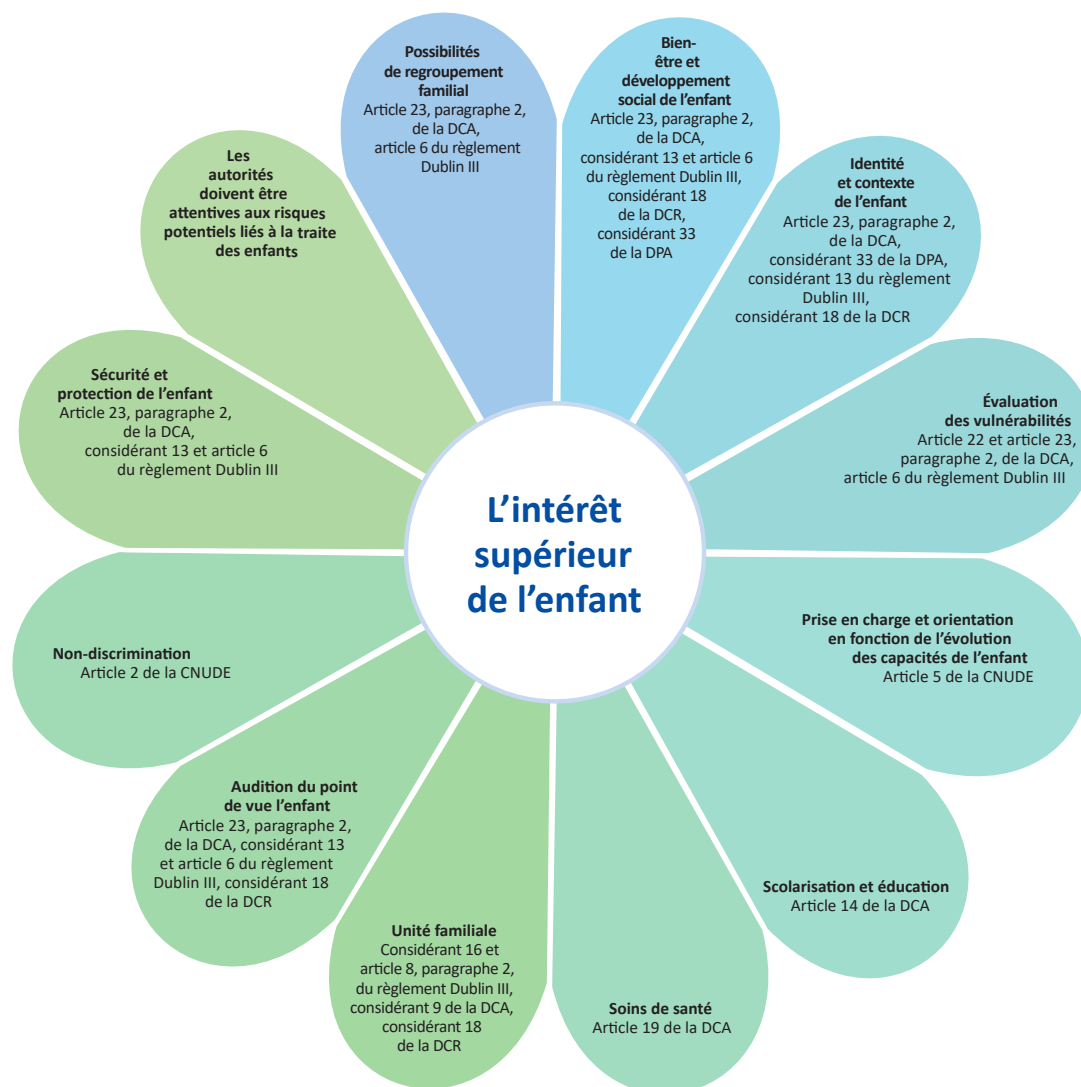 Possibilités
de regroupement
familial
Article 23, paragraphe 2,
de la DCA,
article 6 du règlement
Dublin III
Bien-
être et
développement
social de l’enfant
Article 23, paragraphe 2,
de la DCA,
considérant 13 et article 6
du règlement Dublin III,
considérant 18
de la DCR,
considérant 33
de la DPA
Identité
et contexte
de l’enfant
Article 23, paragraphe 2,
de la DCA,
considérant 33 de la DPA,
considérant 13 du règlement
Dublin III,
considérant 18 de la DCR
Évaluation
des vulnérabilités
Article 22 et article 23,
paragraphe 2, de la DCA,
article 6 du règlement Dublin III
Prise en charge et orientation
en fonction de l’évolution
des capacités de l’enfant
Article 5 de la CNUDE
Scolarisation et éducation
Article 14 de la DCA
Soins de santé
Article 19 de la DCA
Unité familiale
Considérant 16 et
article 8, paragraphe 2,
du règlement Dublin III,
considérant 9 de la DCA,
considérant 18
de la DCR
Audition du point
de vue l’enfant
Article 23, paragraphe 2,
de la DCA, considérant 13
et article 6 du règlement
Dublin III, considérant 18
de la DCR
Non-discrimination
Article 2 de la CNUDE
Sécurité et
protection de l’enfant
Article 23, paragraphe 2,
de la DCA,
considérant 13 et article 6
du règlement Dublin III
Les
autorités
doivent être
attentives aux risques
potentiels liés à la traite
des enfants
L’intérêt
supérieur
de l’enfant